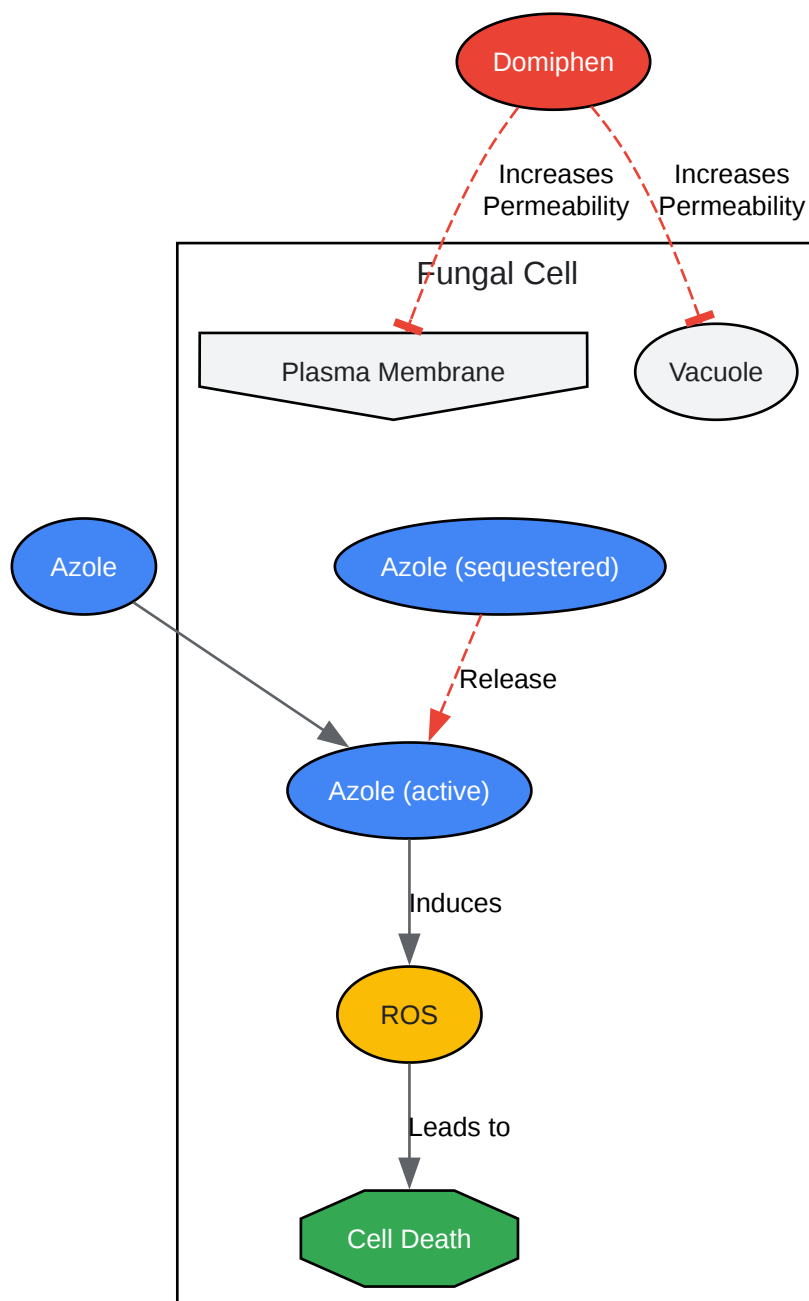 Domiphen
Increases
Permeability
Increases
Permeability
Fungal Cell
Plasma Membrane
Vacuole
Azole
Azole (sequestered)
Release
Azole (active)
Induces
ROS
Leads to
Cell Death